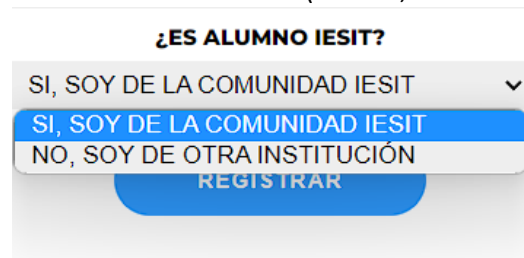 ¿ES ALUMNO IESIT?
SI, SOY DE LA COMUNIDAD IESIT
SI, SOY DE LA COMUNIDAD IESIT
NO, SOY DE OTRA INSTITUCIÓN
REGISTRAR